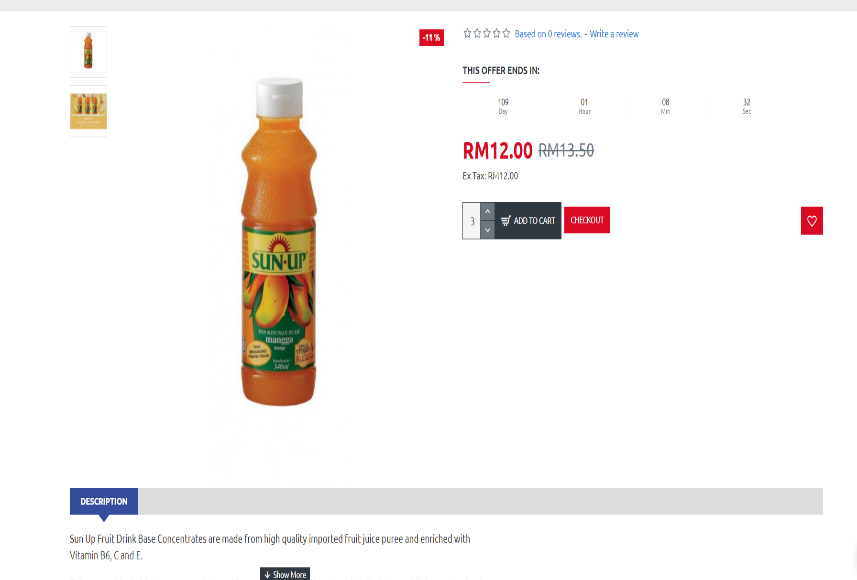 -11 %
Based on 0 reviews. - Write a review
THIS OFFER ENDS IN:
109 01 08 32
Day Hour Min Sec
RM12.00 RM13.50
Ex Tax: RM12.00
3 ADD TO CART CHECKOUT
SUN·UP
mangga
mango
340ml
DESCRIPTION
Sun Up Fruit Drink Base Concentrates are made from high quality imported fruit juice puree and enriched with
Vitamin B6, C and E.
Show More